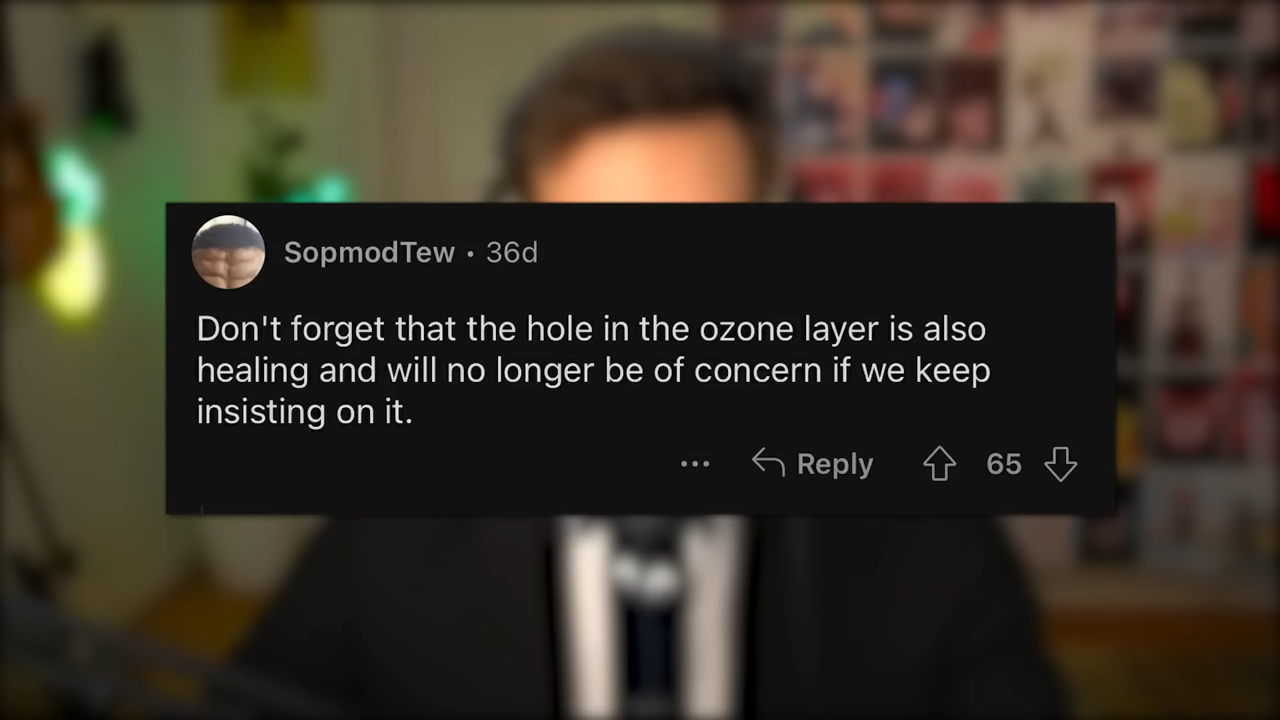 SopmodTew • 36d
Don't forget that the hole in the ozone layer is also
healing and will no longer be of concern if we keep
insisting on it.
... Reply 65